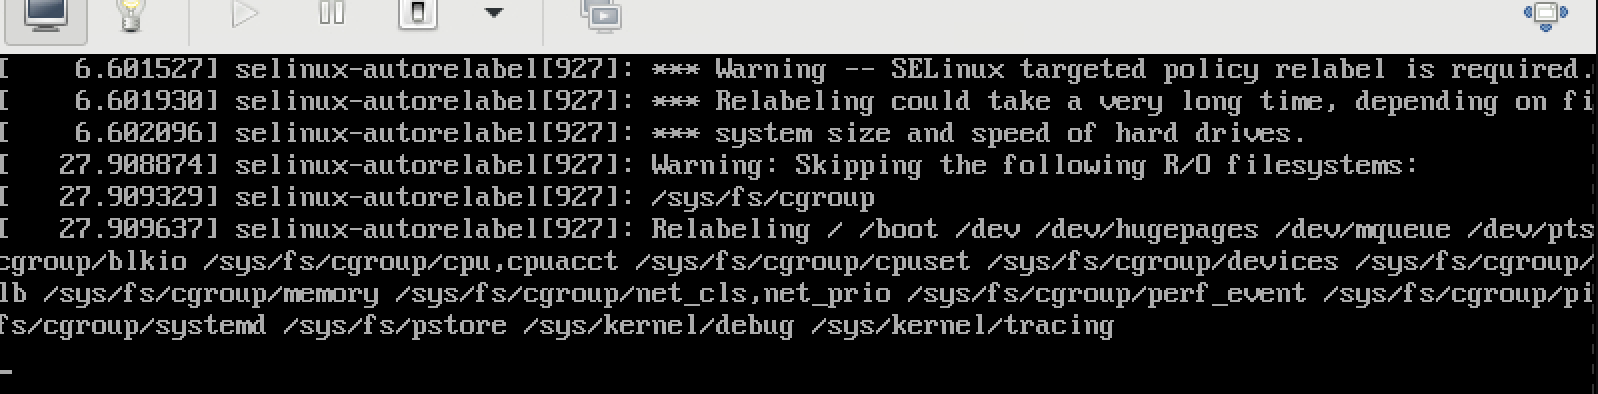 [    6.601527] selinux-autorelabel[927]: *** Warning -- SELinux targeted policy relabel is required.
[    6.601930] selinux-autorelabel[927]: *** Relabeling could take a very long time, depending on fi
[    6.602096] selinux-autorelabel[927]: *** system size and speed of hard drives.
[   27.908874] selinux-autorelabel[927]: Warning: Skipping the following R/O filesystems:
[   27.909329] selinux-autorelabel[927]: /sys/fs/cgroup
[   27.909637] selinux-autorelabel[927]: Relabeling / /boot /dev /dev/hugepages /dev/mqueue /dev/pts
cgroup/blkio /sys/fs/cgroup/cpu,cpuacct /sys/fs/cgroup/cpuset /sys/fs/cgroup/devices /sys/fs/cgroup/
lb /sys/fs/cgroup/memory /sys/fs/cgroup/net_cls,net_prio /sys/fs/cgroup/perf_event /sys/fs/cgroup/pi
fs/cgroup/systemd /sys/fs/pstore /sys/kernel/debug /sys/kernel/tracing